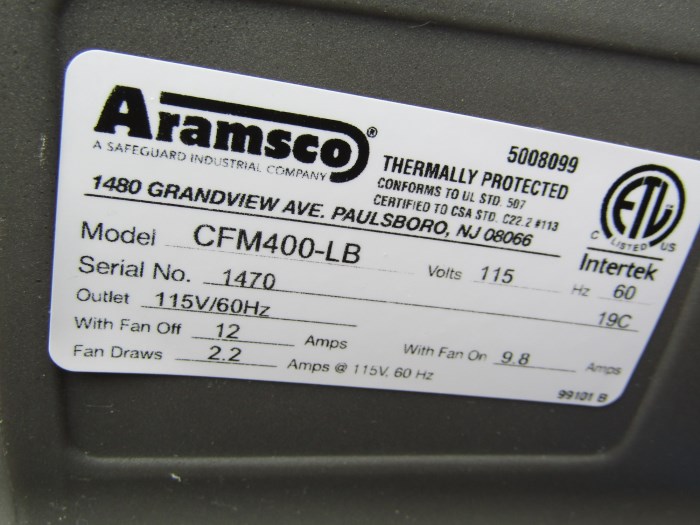 Aramsco®
A SAFEGUARD INDUSTRIAL COMPANY
5008099
THERMALLY PROTECTED
CONFORMS TO UL STD. 507
CERTIFIED TO CSA STD. C22.2 #113
1480 GRANDVIEW AVE. PAULSBORO, NJ 08066
ETL
C LISTED US
Intertek
Model CFM400-LB Volts 115 Hz 60
Serial No. 1470 19C
Outlet 115V/60Hz
With Fan Off 12 Amps With Fan On 9.8 Amps
Fan Draws 2.2 Amps @ 115V, 60 Hz
99101 B